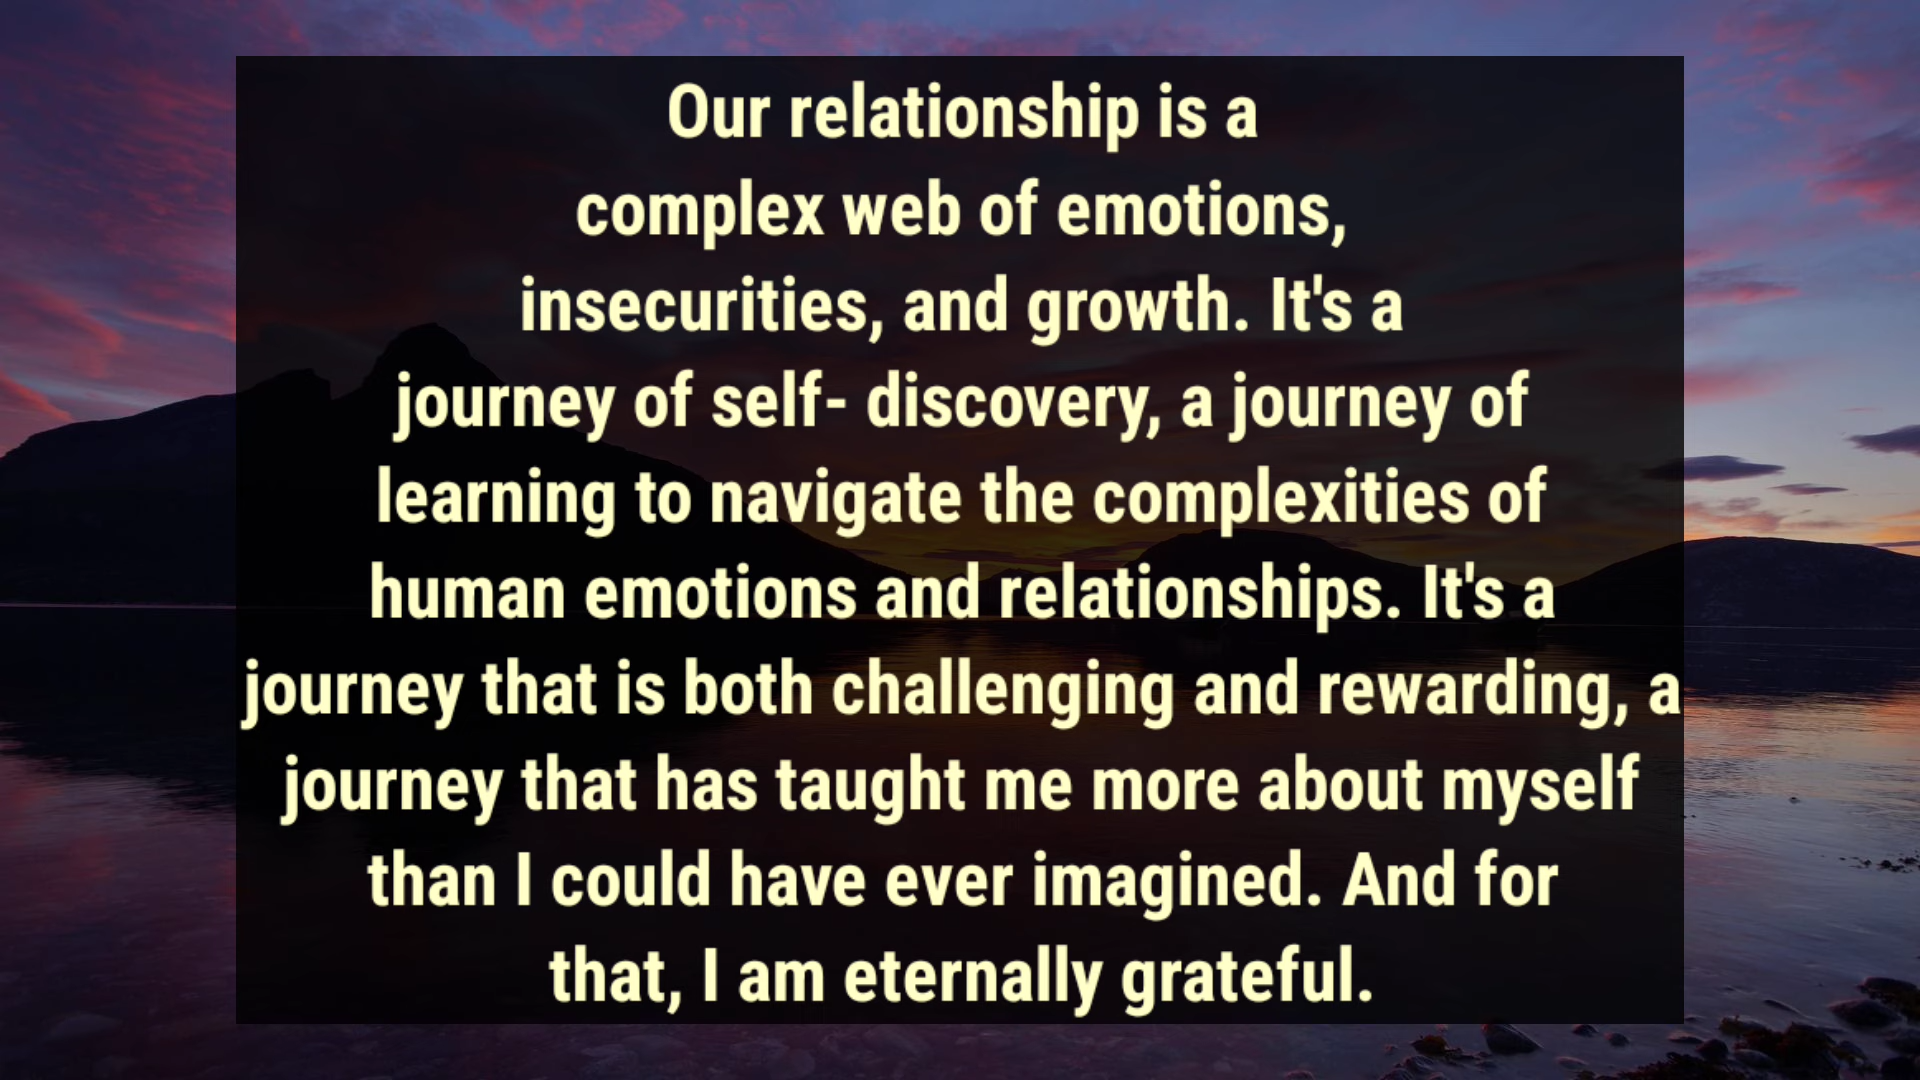 Our relationship is a
complex web of emotions,
insecurities, and growth. It's a
journey of self- discovery, a journey of
learning to navigate the complexities of
human emotions and relationships. It's a
journey that is both challenging and rewarding, a
journey that has taught me more about myself
than I could have ever imagined. And for
that, I am eternally grateful.